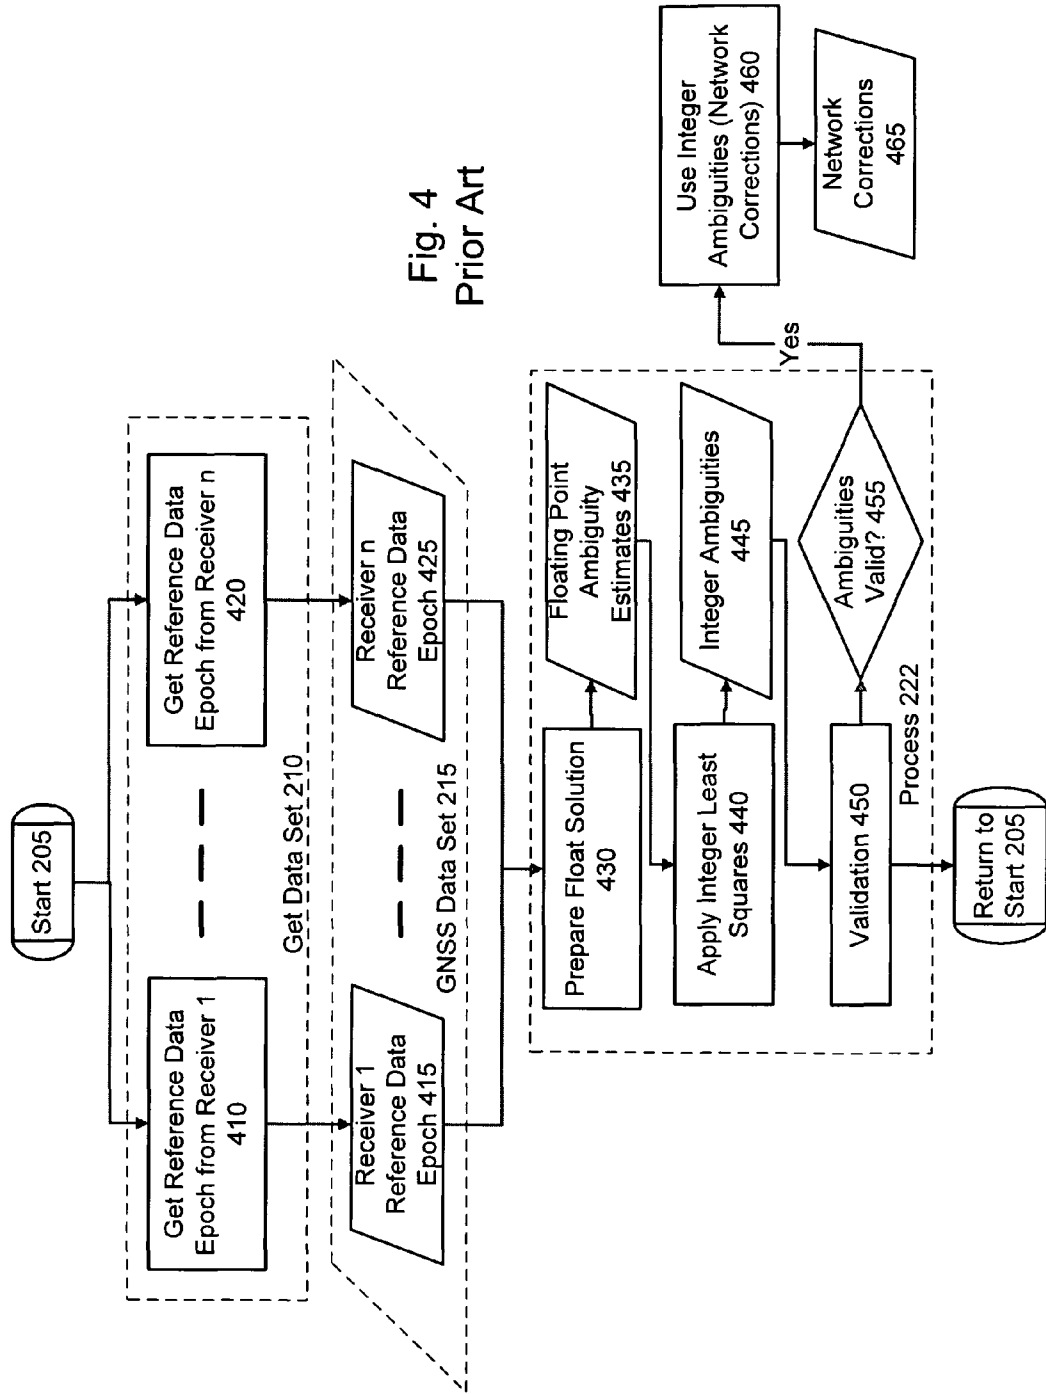 Fig. 4
Prior Art
Start 205
Get Reference Data
Epoch from Receiver 1
410
Get Reference Data
Epoch from Receiver n
420
Get Data Set 210
Receiver 1
Reference Data
Epoch 415
Receiver n
Reference Data
Epoch 425
GNSS Data Set 215
Prepare Float Solution
430
Floating Point
Ambiguity
Estimates 435
Apply Integer Least
Squares 440
Integer Ambiguities
445
Validation 450
Ambiguities
Valid? 455
Process 222
Yes
Use Integer
Ambiguities (Network
Corrections) 460
Network
Corrections
465
Return to
Start 205